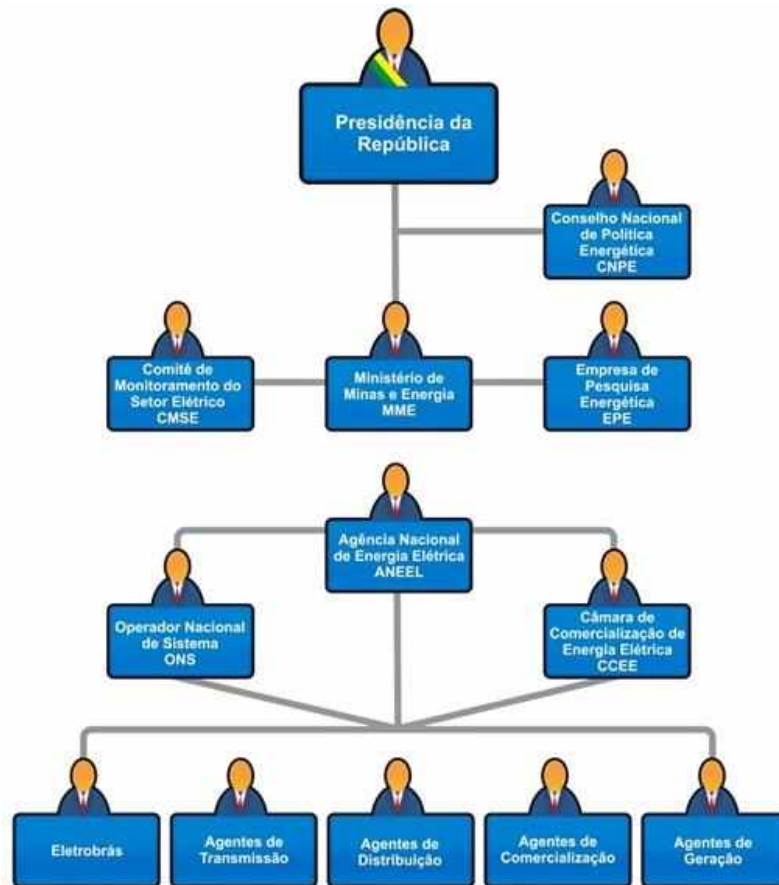 Presidência da
República
Conselho Nacional
de Política
Energética
CNPE
Comitê de
Monitoramento do
Setor Elétrico
CMSE
Ministério de
Minas e Energia
MME
Empresa de
Pesquisa
Energética
EPE
Agência Nacional
de Energia Elétrica
ANEEL
Operador Nacional
de Sistema
ONS
Câmara de
Comercialização de
Energia Elétrica
CCEE
Eletrobrás
Agentes de
Transmissão
Agentes de
Distribuição
Agentes de
Comercialização
Agentes de
Geração